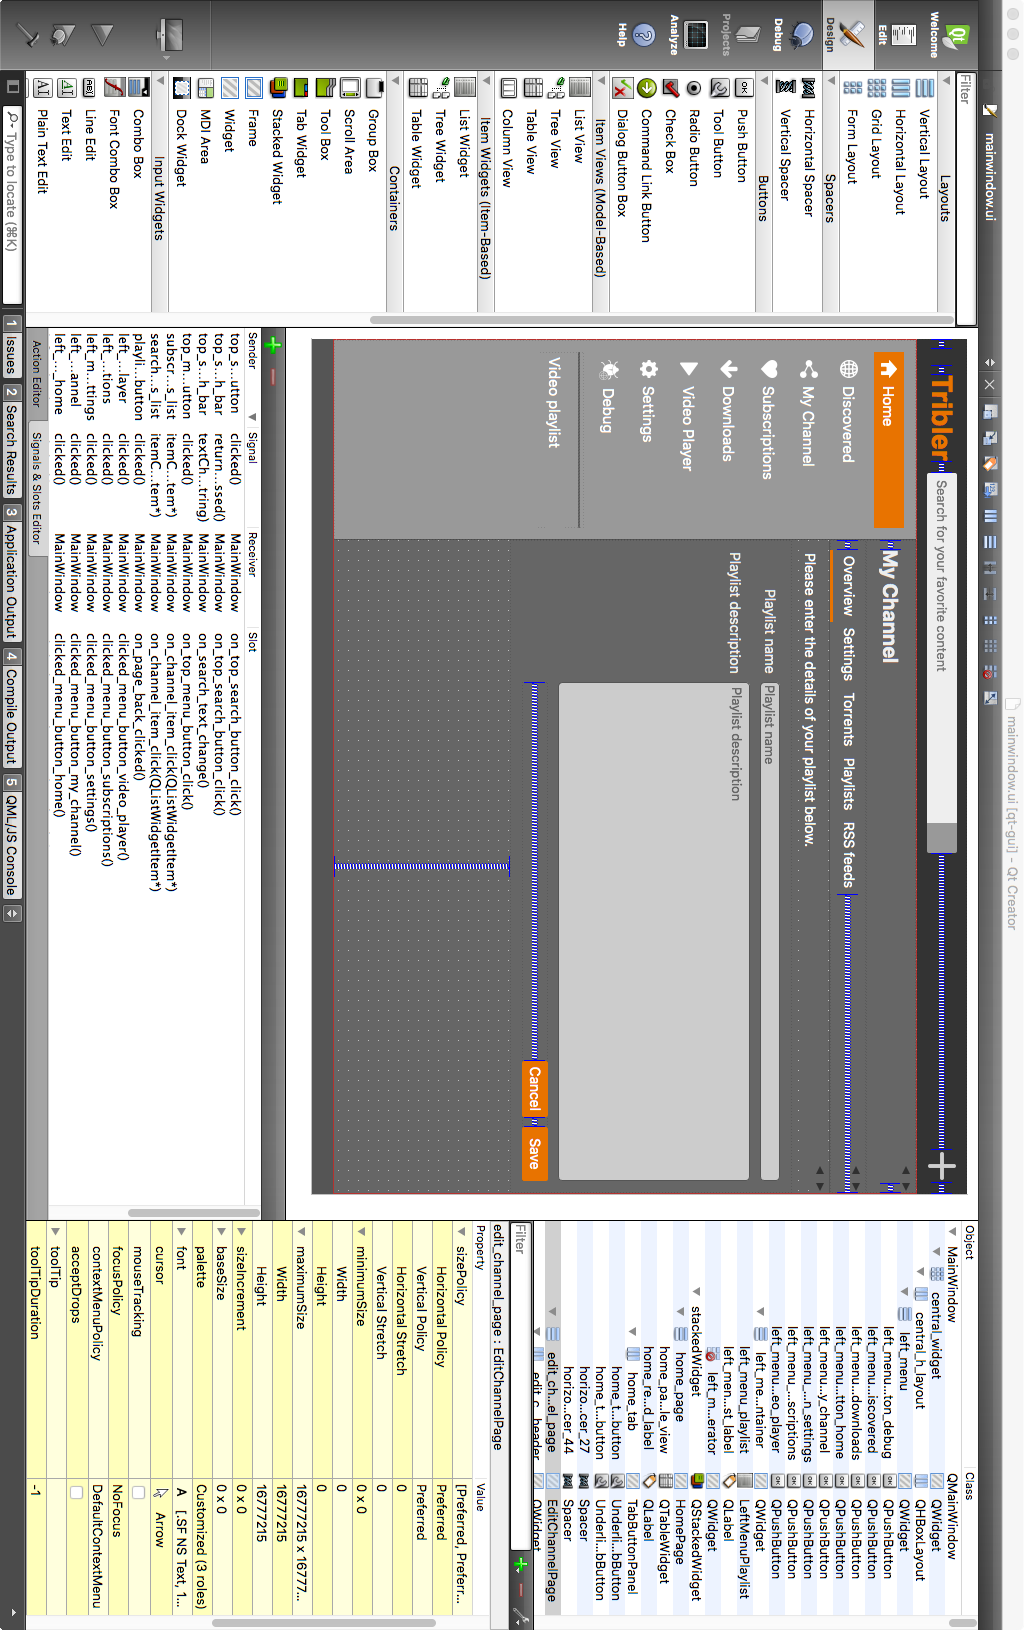 mainwindow.ui [qt-gui] - Qt Creator
Welcome
Edit
Design
Debug
Projects
Analyze
Help
mainwindow.ui
Filter
Layouts
Vertical Layout
Horizontal Layout
Grid Layout
Form Layout
Spacers
Horizontal Spacer
Vertical Spacer
Buttons
Push Button
Tool Button
Radio Button
Check Box
Command Link Button
Dialog Button Box
Item Views (Model-Based)
List View
Tree View
Table View
Column View
Item Widgets (Item-Based)
List Widget
Tree Widget
Table Widget
Containers
Group Box
Scroll Area
Tool Box
Tab Widget
Stacked Widget
Frame
Widget
MDI Area
Dock Widget
Input Widgets
Combo Box
Font Combo Box
Line Edit
Text Edit
Plain Text Edit
Tribler
Search for your favorite content
Home
Discovered
My Channel
Subscriptions
Downloads
Video Player
Settings
Debug
Video playlist
My Channel
Overview Settings Torrents Playlists RSS feeds
Please enter the details of your playlist below.
Playlist name Playlist name
Playlist description Playlist description
Cancel Save
Sender Signal Receiver Slot
top_s...utton clicked() MainWindow on_top_search_button_click()
top_s...h_bar return...ssed() MainWindow on_top_search_button_click()
top_s...h_bar textCh...tring) MainWindow on_search_text_change()
top_m...utton clicked() MainWindow on_top_menu_button_click()
subscr...s_list itemC...tem*) MainWindow on_channel_item_click(QListWidgetItem*)
search...s_list itemC...tem*) MainWindow on_channel_item_click(QListWidgetItem*)
playli...button clicked() MainWindow on_page_back_clicked()
left_...layer clicked() MainWindow clicked_menu_button_video_player()
left_...tions clicked() MainWindow clicked_menu_button_subscriptions()
left_m...ttings clicked() MainWindow clicked_menu_button_settings()
left_...annel clicked() MainWindow clicked_menu_button_my_channel()
left_..._home clicked() MainWindow clicked_menu_button_home()
Action Editor Signals & Slots Editor
Object Class
MainWindow QMainWindow
central_widget QWidget
central_h_layout QHBoxLayout
left_menu QWidget
left_menu...ton_debug QPushButton
left_menu...iscovered QPushButton
left_menu...downloads QPushButton
left_menu...tton_home QPushButton
left_menu...y_channel QPushButton
left_menu...n_settings QPushButton
left_menu...scriptions QPushButton
left_menu...eo_player QPushButton
left_me...ntainer QWidget
left_menu_playlist LeftMenuPlaylist
left_men...st_label QLabel
left_m...erator QWidget
stackedWidget QStackedWidget
home_page HomePage
home_pa...le_view QTableWidget
home_re...d_label QLabel
home_tab TabButtonPanel
home_t...button Underli...bButton
home_t...button Underli...bButton
horizo...cer_27 Spacer
horizo...cer_44 Spacer
edit_ch...el_page EditChannelPage
edit_c...header QWidget
Filter
edit_channel_page : EditChannelPage
Property Value
sizePolicy [Preferred, Preferr...
Horizontal Policy Preferred
Vertical Policy Preferred
Horizontal Stretch 0
Vertical Stretch 0
minimumSize 0 x 0
Width 0
Height 0
maximumSize 16777215 x 16777...
Width 16777215
Height 16777215
sizeIncrement 0 x 0
baseSize 0 x 0
palette Customized (3 roles)
font A [.SF NS Text, 1...
cursor Arrow
mouseTracking
focusPolicy NoFocus
contextMenuPolicy DefaultContextMenu
acceptDrops
toolTip
toolTipDuration -1
Type to locate (⌘K) 1 Issues 2 Search Results 3 Application Output 4 Compile Output 5 QML/JS Console